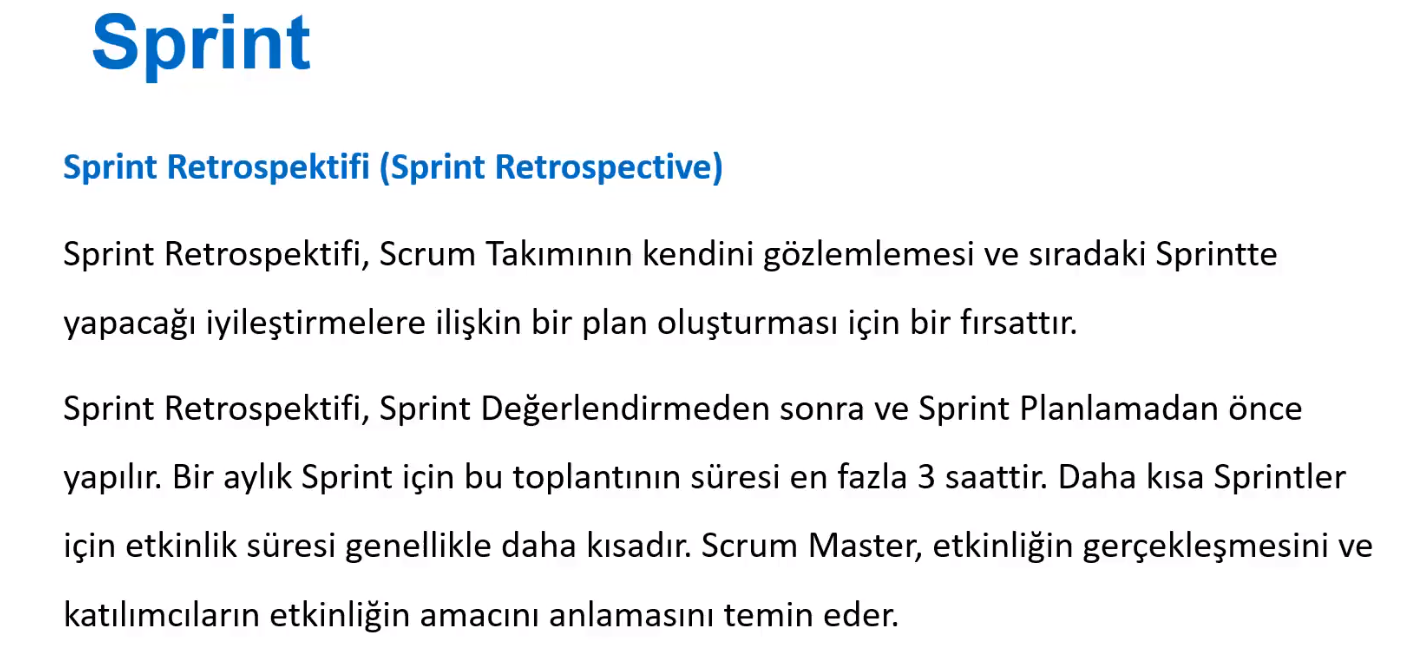 Sprint
Sprint Retrospektifi (Sprint Retrospective)
Sprint Retrospektifi, Scrum Takımının kendini gözlemlemesi ve sıradaki Sprintte
yapacağı iyileştirmelere ilişkin bir plan oluşturması için bir fırsattır.
Sprint Retrospektifi, Sprint Değerlendirmeden sonra ve Sprint Planlamadan önce
yapılır. Bir aylık Sprint için bu toplantının süresi en fazla 3 saattir. Daha kısa Sprintler
için etkinlik süresi genellikle daha kısadır. Scrum Master, etkinliğin gerçekleşmesini ve
katılımcıların etkinliğin amacını anlamasını temin eder.